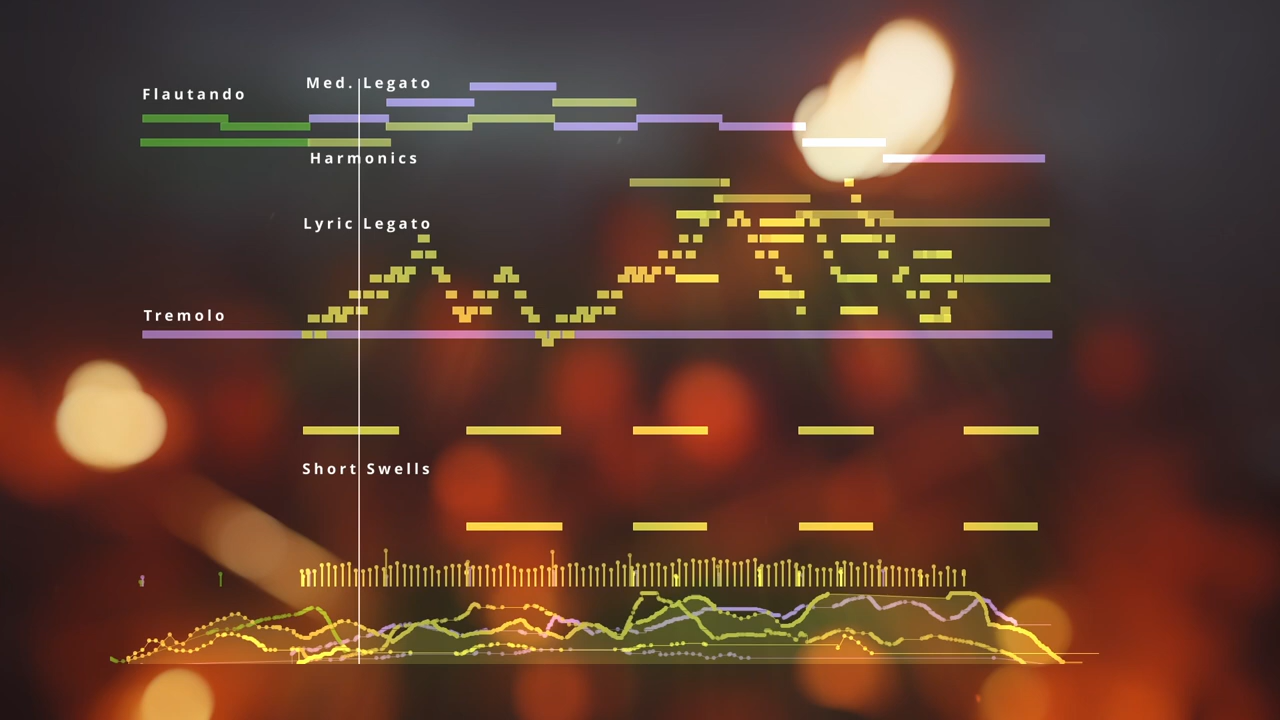 Med. Legato
Flautando
Harmonics
Lyric Legato
Tremolo
Short Swells